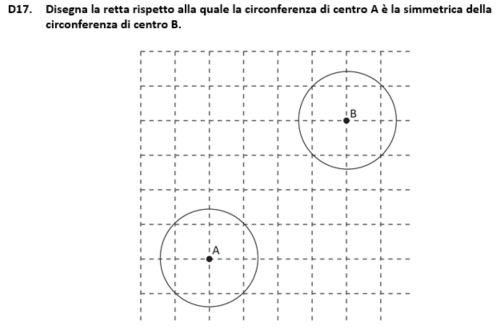 D17. Disegna la retta rispetto alla quale la circonferenza di centro A è la simmetrica della
circonferenza di centro B.
B
A